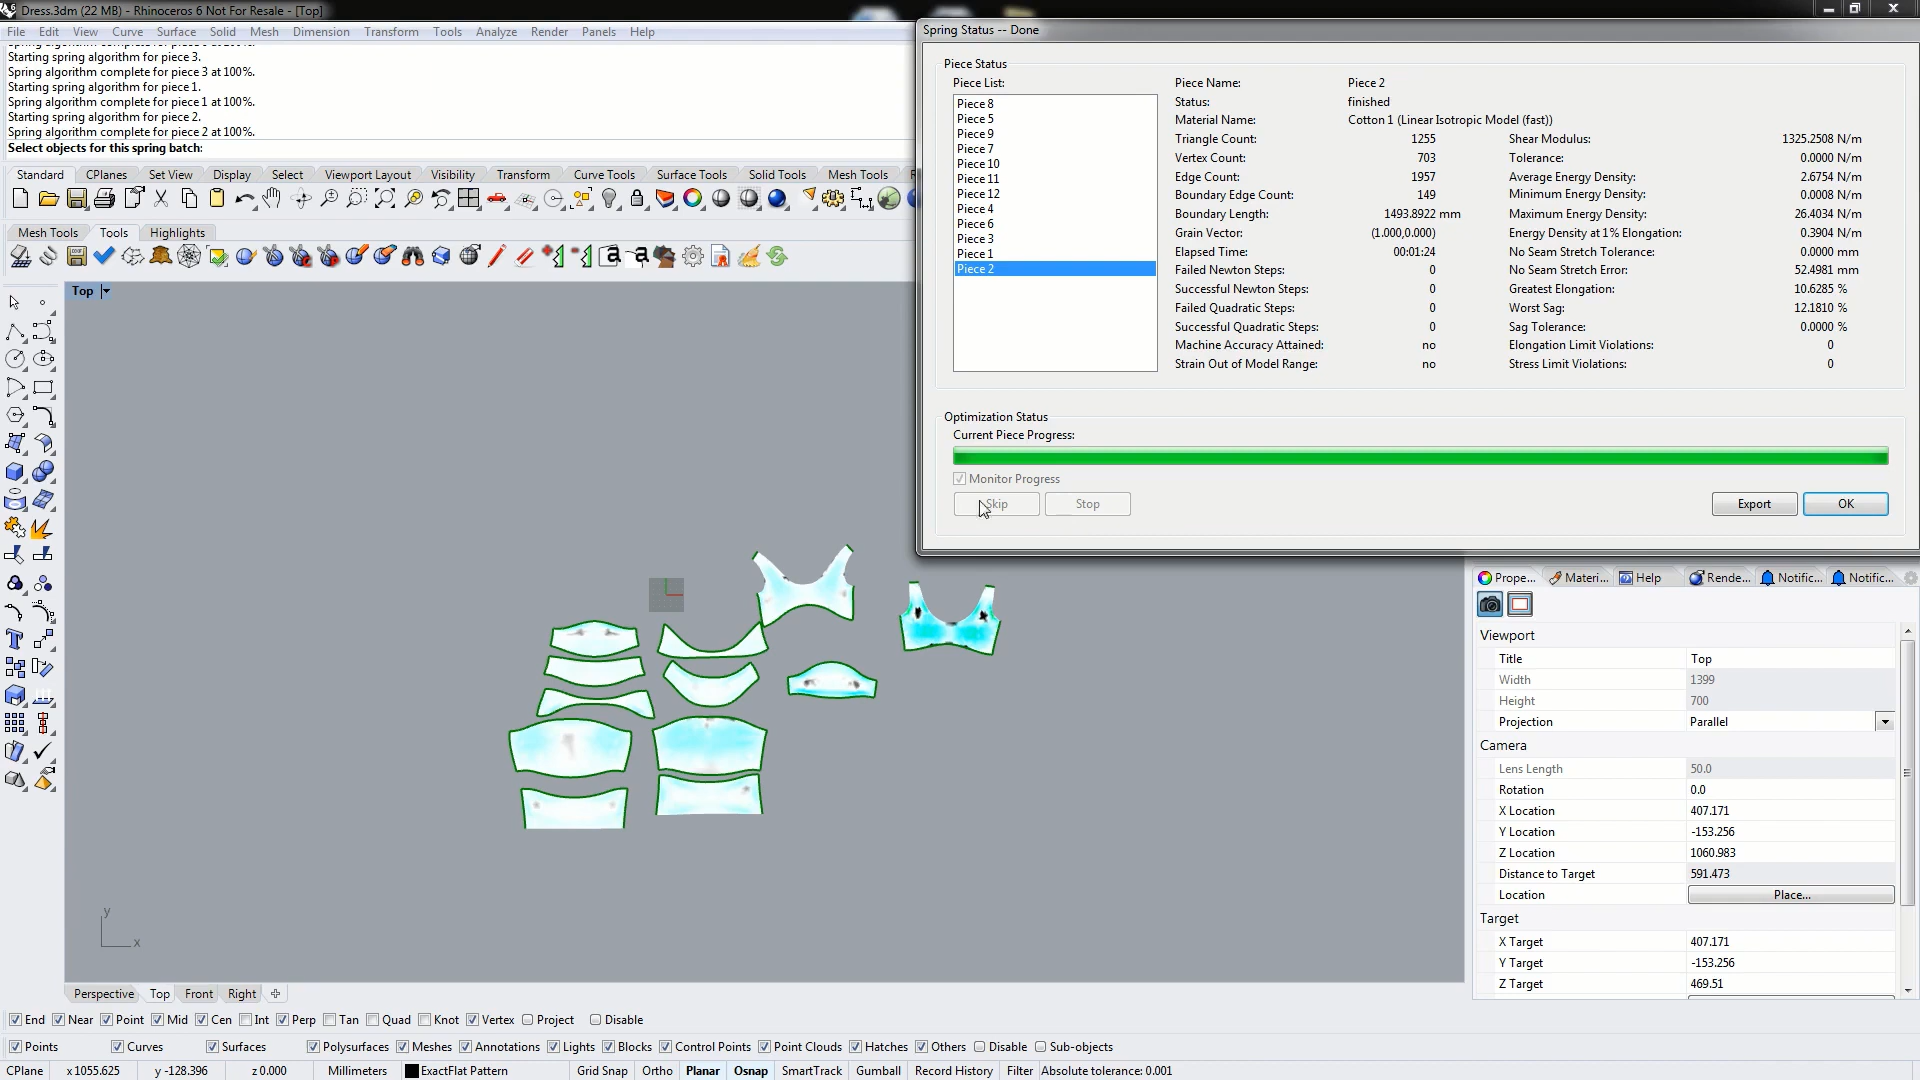 Dress.3dm (22 MB) - Rhinoceros 6 Not For Resale - [Top]
File Edit View Curve Surface Solid Mesh Dimension Transform Tools Analyze Render Panels Help
Starting spring algorithm for piece 3.
Spring algorithm complete for piece 3 at 100%.
Starting spring algorithm for piece 1.
Spring algorithm complete for piece 1 at 100%.
Starting spring algorithm for piece 2.
Spring algorithm complete for piece 2 at 100%.
Select objects for this spring batch:
Standard CPlanes Set View Display Select Viewport Layout Visibility Transform Curve Tools Surface Tools Solid Tools Mesh Tools
Mesh Tools Tools Highlights
Top
Spring Status -- Done
Piece Status
Piece List:
Piece 8
Piece 5
Piece 9
Piece 7
Piece 10
Piece 11
Piece 12
Piece 4
Piece 6
Piece 3
Piece 1
Piece 2
Piece Name: Piece 2
Status: finished
Material Name: Cotton 1 (Linear Isotropic Model (fast))
Triangle Count: 1255 Shear Modulus: 1325.2508 N/m
Vertex Count: 703 Tolerance: 0.0000 N/m
Edge Count: 1957 Average Energy Density: 2.6754 N/m
Boundary Edge Count: 149 Minimum Energy Density: 0.0008 N/m
Boundary Length: 1493.8922 mm Maximum Energy Density: 26.4034 N/m
Grain Vector: (1.000,0.000) Energy Density at 1% Elongation: 0.3904 N/m
Elapsed Time: 00:01:24 No Seam Stretch Tolerance: 0.0000 mm
Failed Newton Steps: 0 No Seam Stretch Error: 52.4981 mm
Successful Newton Steps: 0 Greatest Elongation: 10.6285 %
Failed Quadratic Steps: 0 Worst Sag: 12.1810 %
Successful Quadratic Steps: 0 Sag Tolerance: 0.0000 %
Machine Accuracy Attained: no Elongation Limit Violations: 0
Strain Out of Model Range: no Stress Limit Violations: 0
Optimization Status
Current Piece Progress:
Monitor Progress
Skip Stop Export OK
Prope... Materi... Help Rende... Notific... Notific...
Viewport
Title Top
Width 1399
Height 700
Projection Parallel
Camera
Lens Length 50.0
Rotation 0.0
X Location 407.171
Y Location -153.256
Z Location 1060.983
Distance to Target 591.473
Location Place...
Target
X Target 407.171
Y Target -153.256
Z Target 469.51
y
x
Perspective Top Front Right
End Near Point Mid Cen Int Perp Tan Quad Knot Vertex Project Disable
Points Curves Surfaces Polysurfaces Meshes Annotations Lights Blocks Control Points Point Clouds Hatches Others Disable Sub-objects
CPlane x 1055.625 y -128.396 z 0.000 Millimeters ExactFlat Pattern Grid Snap Ortho Planar Osnap SmartTrack Gumball Record History Filter Absolute tolerance: 0.001